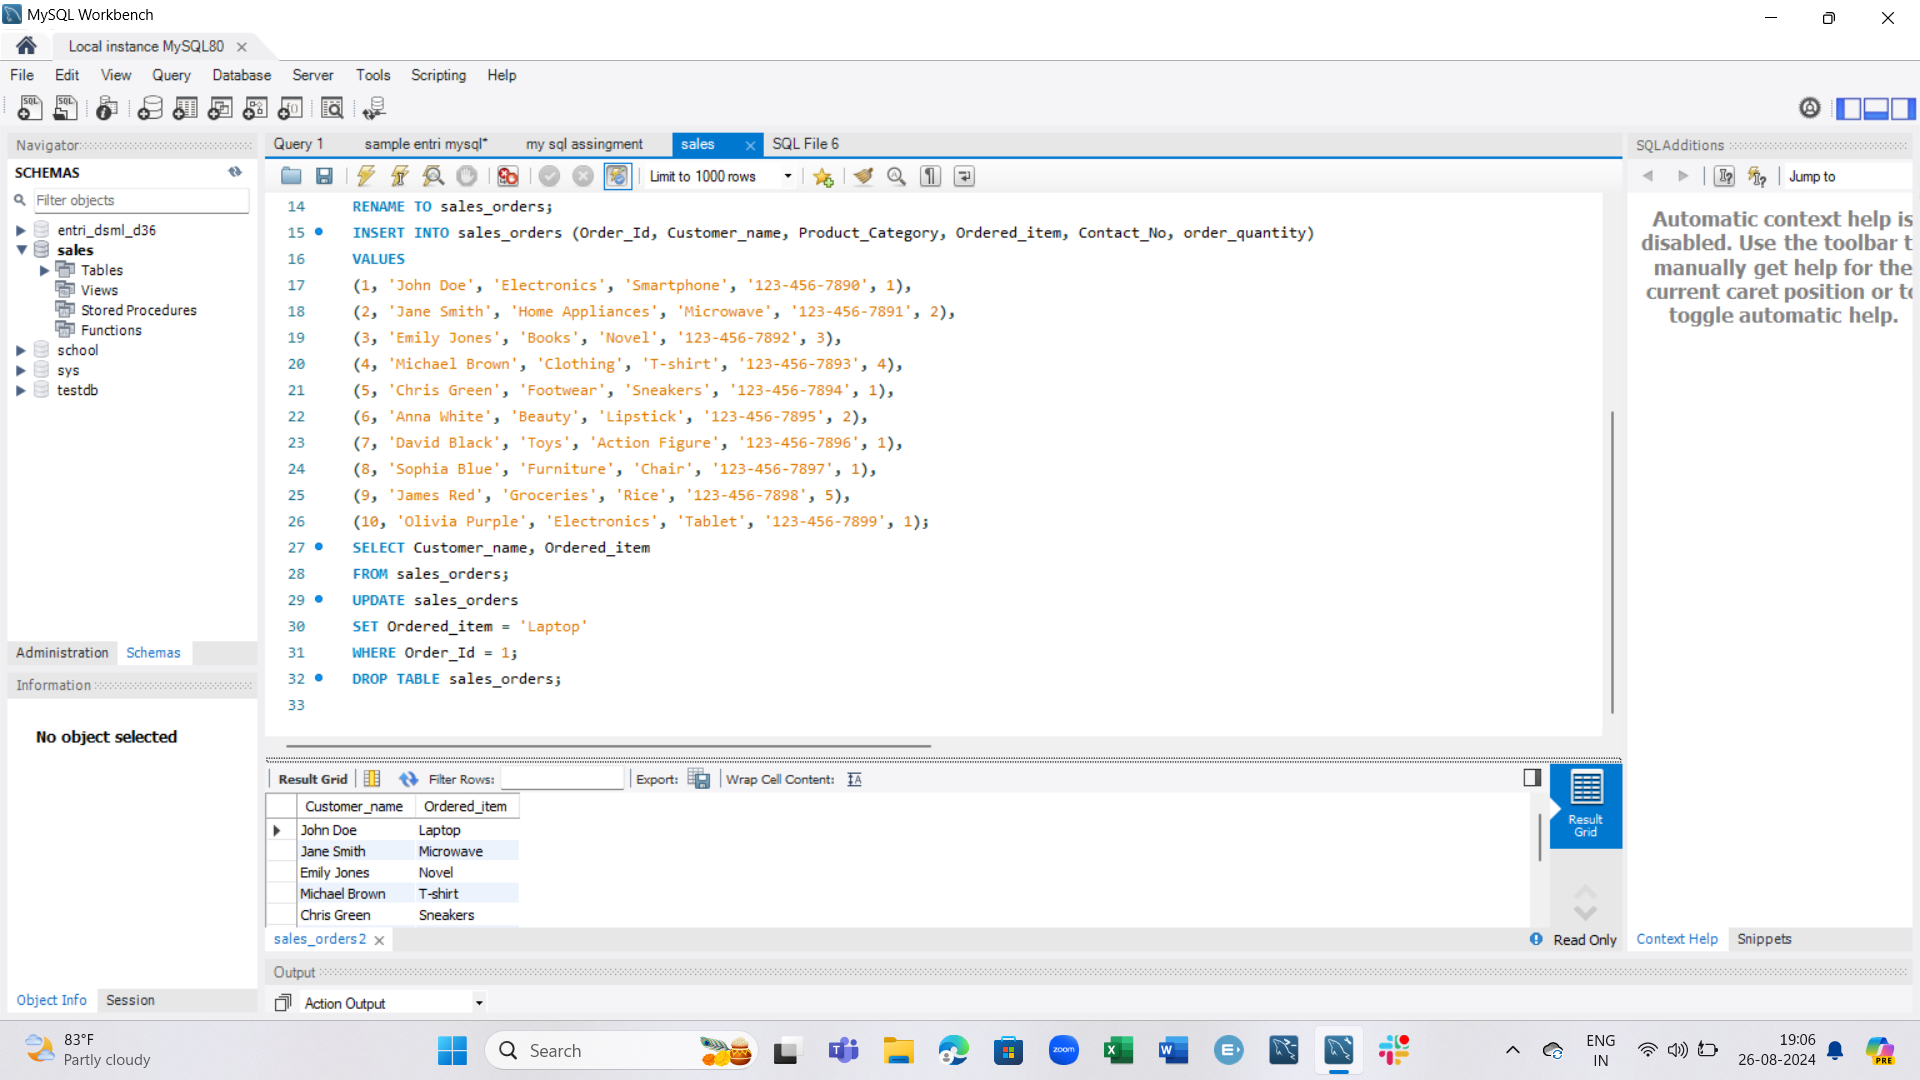 MySQL Workbench
Local instance MySQL80
File Edit View Query Database Server Tools Scripting Help
Navigator
SCHEMAS
Filter objects
entri_dsml_d36
sales
Tables
Views
Stored Procedures
Functions
school
sys
testdb
Administration Schemas
Information
No object selected
Object Info Session
Query 1 sample entri mysql* my sql assingment sales SQL File 6
Limit to 1000 rows
14 RENAME TO sales_orders;
15 INSERT INTO sales_orders (Order_Id, Customer_name, Product_Category, Ordered_item, Contact_No, order_quantity)
16 VALUES
17 (1, 'John Doe', 'Electronics', 'Smartphone', '123-456-7890', 1),
18 (2, 'Jane Smith', 'Home Appliances', 'Microwave', '123-456-7891', 2),
19 (3, 'Emily Jones', 'Books', 'Novel', '123-456-7892', 3),
20 (4, 'Michael Brown', 'Clothing', 'T-shirt', '123-456-7893', 4),
21 (5, 'Chris Green', 'Footwear', 'Sneakers', '123-456-7894', 1),
22 (6, 'Anna White', 'Beauty', 'Lipstick', '123-456-7895', 2),
23 (7, 'David Black', 'Toys', 'Action Figure', '123-456-7896', 1),
24 (8, 'Sophia Blue', 'Furniture', 'Chair', '123-456-7897', 1),
25 (9, 'James Red', 'Groceries', 'Rice', '123-456-7898', 5),
26 (10, 'Olivia Purple', 'Electronics', 'Tablet', '123-456-7899', 1);
27 SELECT Customer_name, Ordered_item
28 FROM sales_orders;
29 UPDATE sales_orders
30 SET Ordered_item = 'Laptop'
31 WHERE Order_Id = 1;
32 DROP TABLE sales_orders;
33
Result Grid Filter Rows: Export: Wrap Cell Content:
Customer_name Ordered_item
John Doe Laptop
Jane Smith Microwave
Emily Jones Novel
Michael Brown T-shirt
Chris Green Sneakers
Result
Grid
sales_orders2
Read Only
Output
Action Output
SQLAdditions
Jump to
Automatic context help is
disabled. Use the toolbar t
manually get help for the
current caret position or to
toggle automatic help.
Context Help Snippets
83°F
Partly cloudy
Search
zoom
ENG
IN
19:06
26-08-2024
PRE